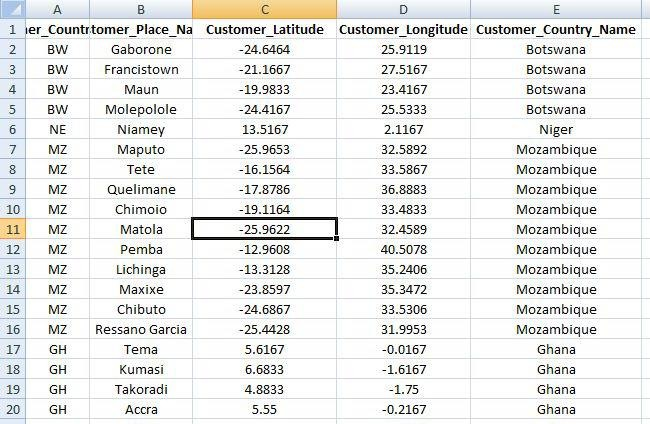 A B C D E
1 ner_Countr tomer_Place_Na Customer_Latitude Customer_Longitude Customer_Country_Name
2 BW Gaborone -24.6464 25.9119 Botswana
3 BW Francistown -21.1667 27.5167 Botswana
4 BW Maun -19.9833 23.4167 Botswana
5 BW Molepolole -24.4167 25.5333 Botswana
6 NE Niamey 13.5167 2.1167 Niger
7 MZ Maputo -25.9653 32.5892 Mozambique
8 MZ Tete -16.1564 33.5867 Mozambique
9 MZ Quelimane -17.8786 36.8883 Mozambique
10 MZ Chimoio -19.1164 33.4833 Mozambique
11 MZ Matola -25.9622 32.4589 Mozambique
12 MZ Pemba -12.9608 40.5078 Mozambique
13 MZ Lichinga -13.3128 35.2406 Mozambique
14 MZ Maxixe -23.8597 35.3472 Mozambique
15 MZ Chibuto -24.6867 33.5306 Mozambique
16 MZ Ressano Garcia -25.4428 31.9953 Mozambique
17 GH Tema 5.6167 -0.0167 Ghana
18 GH Kumasi 6.6833 -1.6167 Ghana
19 GH Takoradi 4.8833 -1.75 Ghana
20 GH Accra 5.55 -0.2167 Ghana